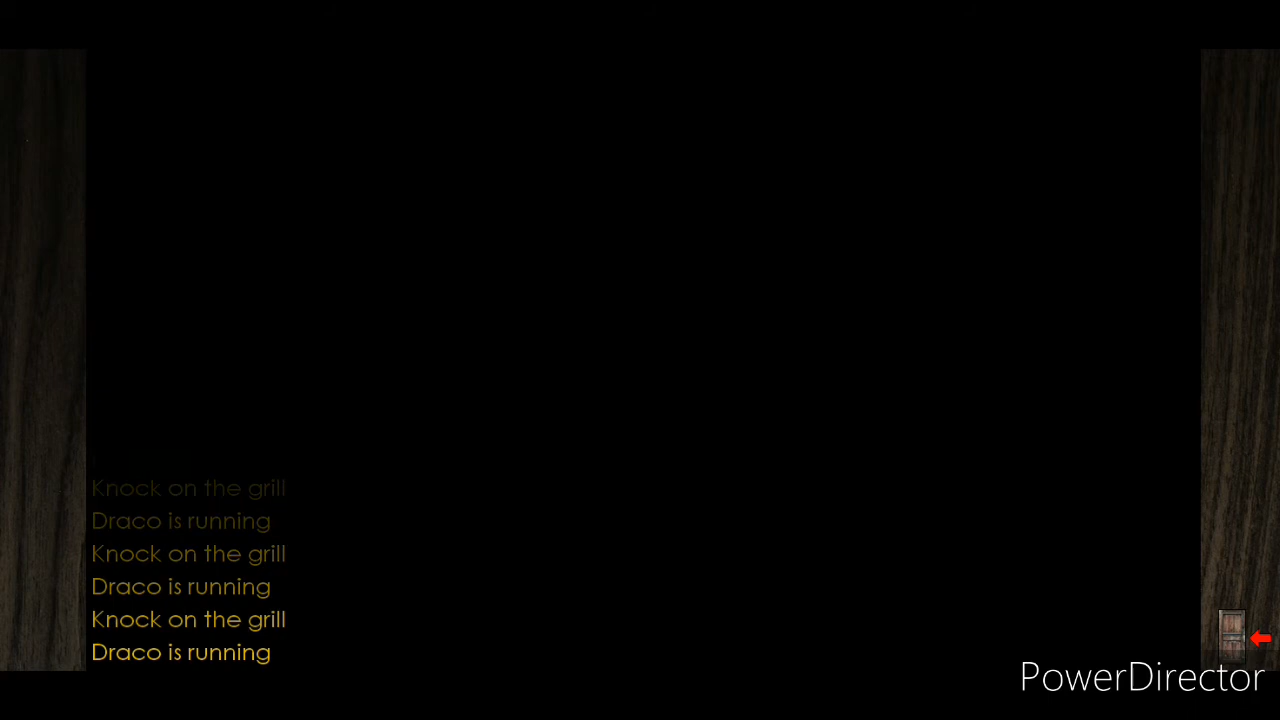 Knock on the grill
Draco is running
Knock on the grill
Draco is running
Knock on the grill
Draco is running
PowerDirector